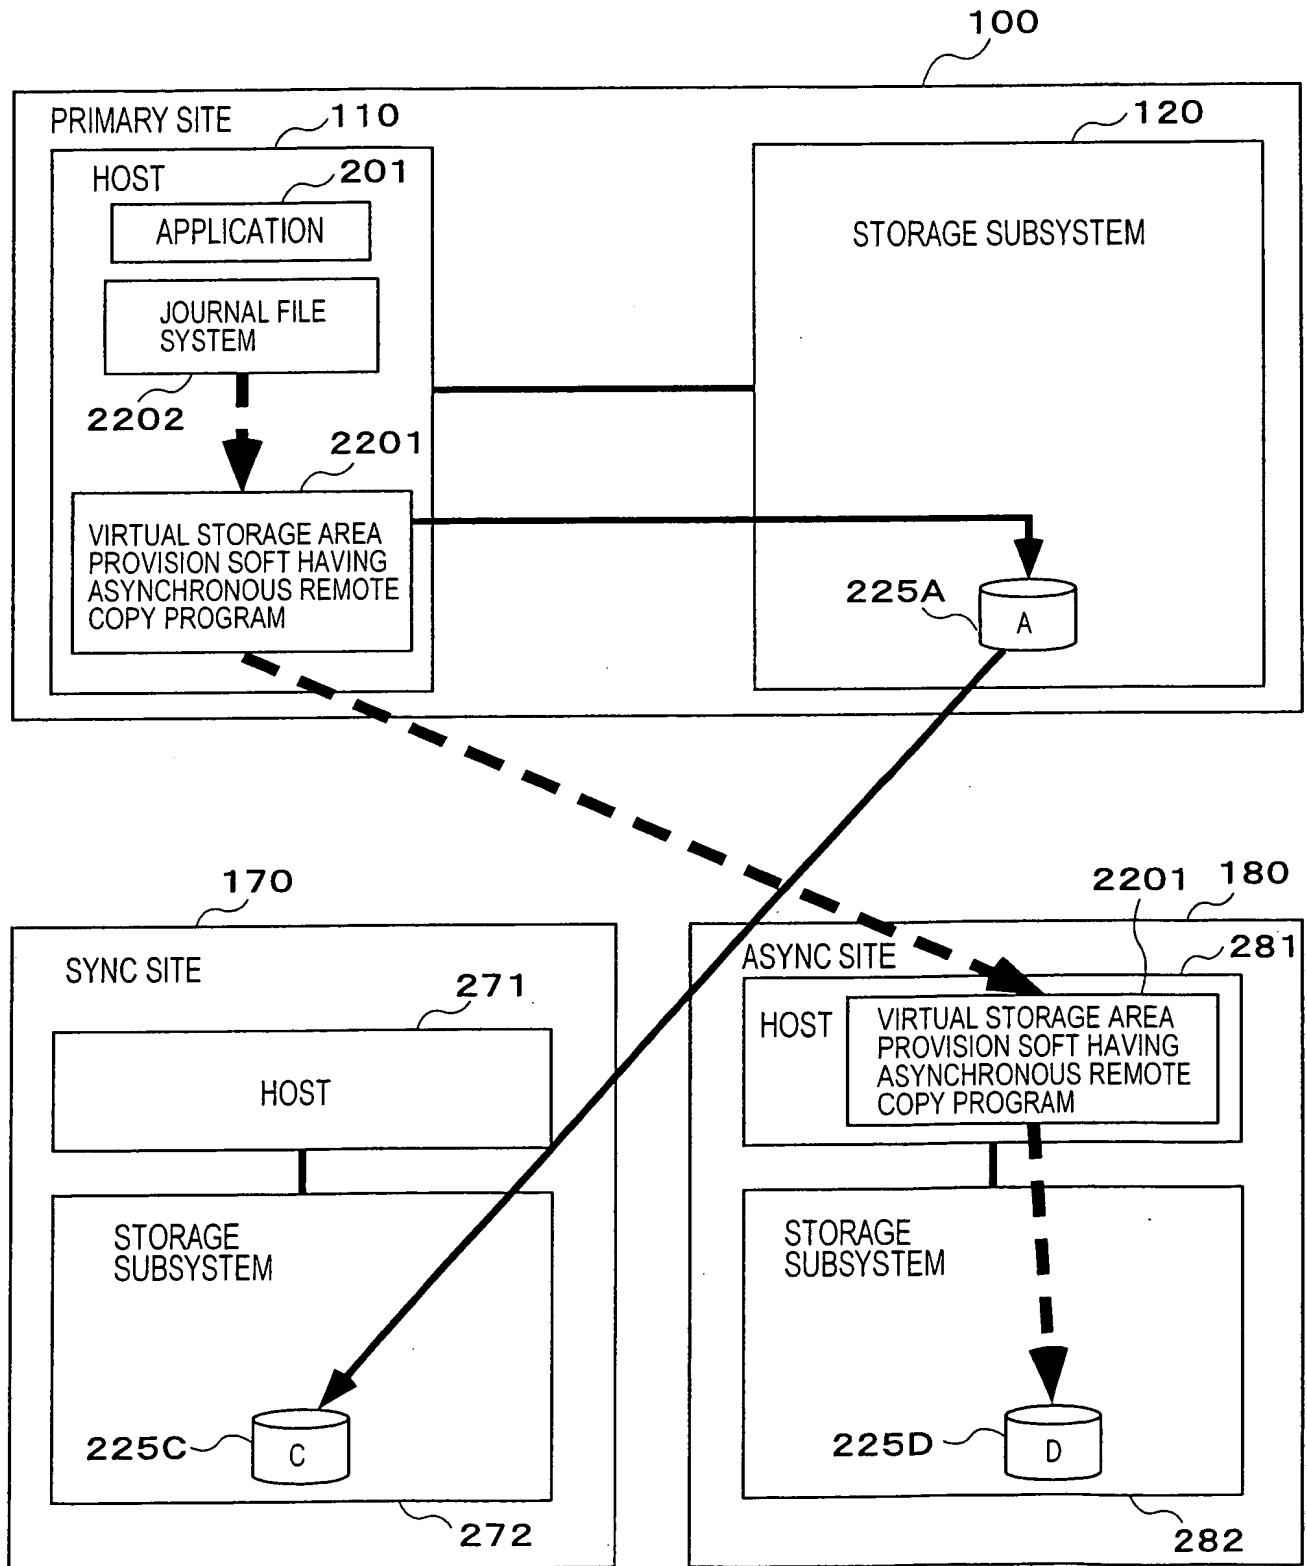 100
PRIMARY SITE
110
120
HOST
201
APPLICATION
STORAGE SUBSYSTEM
JOURNAL FILE
SYSTEM
2202
2201
VIRTUAL STORAGE AREA
PROVISION SOFT HAVING
ASYNCHRONOUS REMOTE
COPY PROGRAM
225A
A
170
SYNC SITE
271
HOST
STORAGE
SUBSYSTEM
225C
C
272
2201
180
ASYNC SITE
281
HOST
VIRTUAL STORAGE AREA
PROVISION SOFT HAVING
ASYNCHRONOUS REMOTE
COPY PROGRAM
STORAGE
SUBSYSTEM
225D
D
282